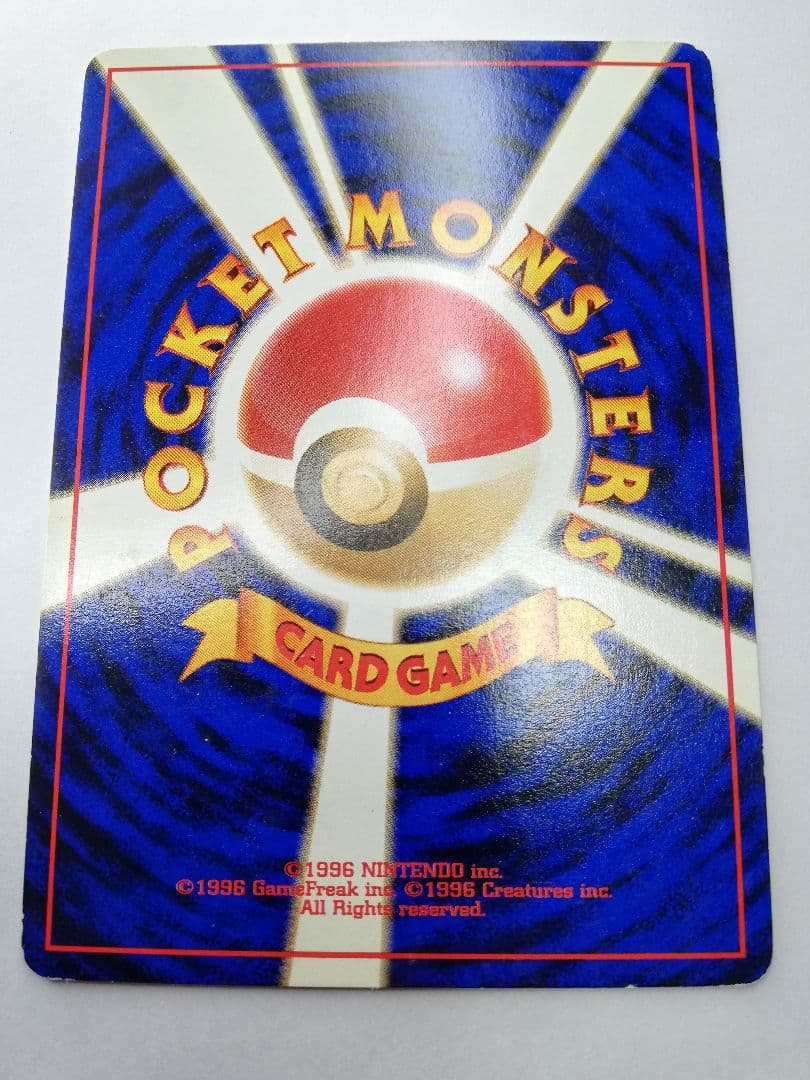 POCKET MONSTERS
CARD GAME
©1996 NINTENDO inc.
©1996 GameFreak inc. ©1996 Creatures inc.
All Rights reserved.